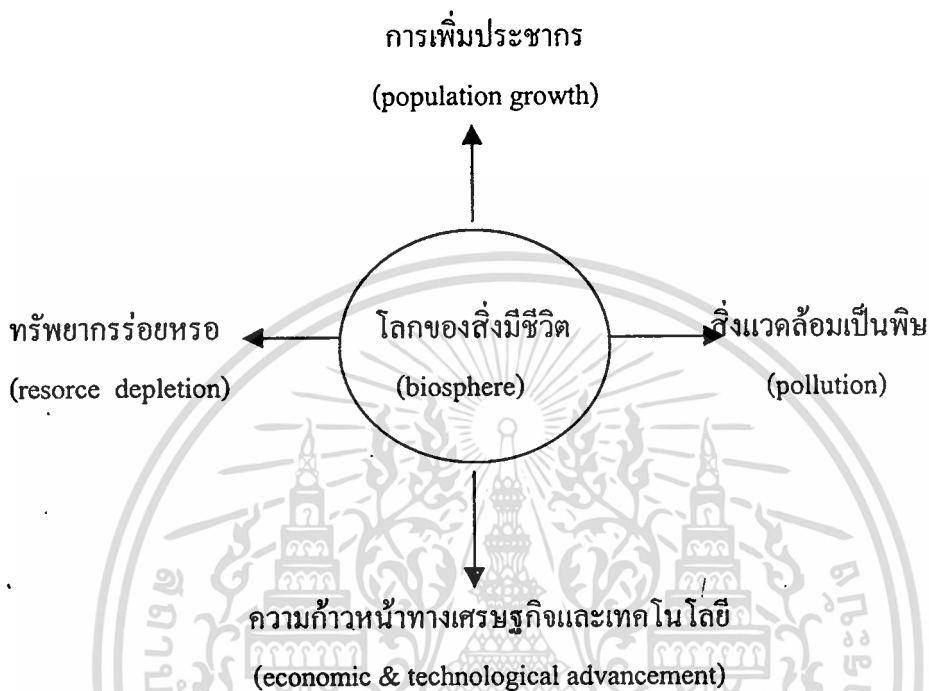 การเพิ่มประชากร
(population growth)
ทรัพยากรร่อยหรอ
(resorce depletion)
โลกของสิ่งมีชีวิต
(biosphere)
สิ่งแวดล้อมเป็นพิษ
(pollution)
ความก้าวหน้าทางเศรษฐกิจและเทคโนโลยี
(economic & technological advancement)